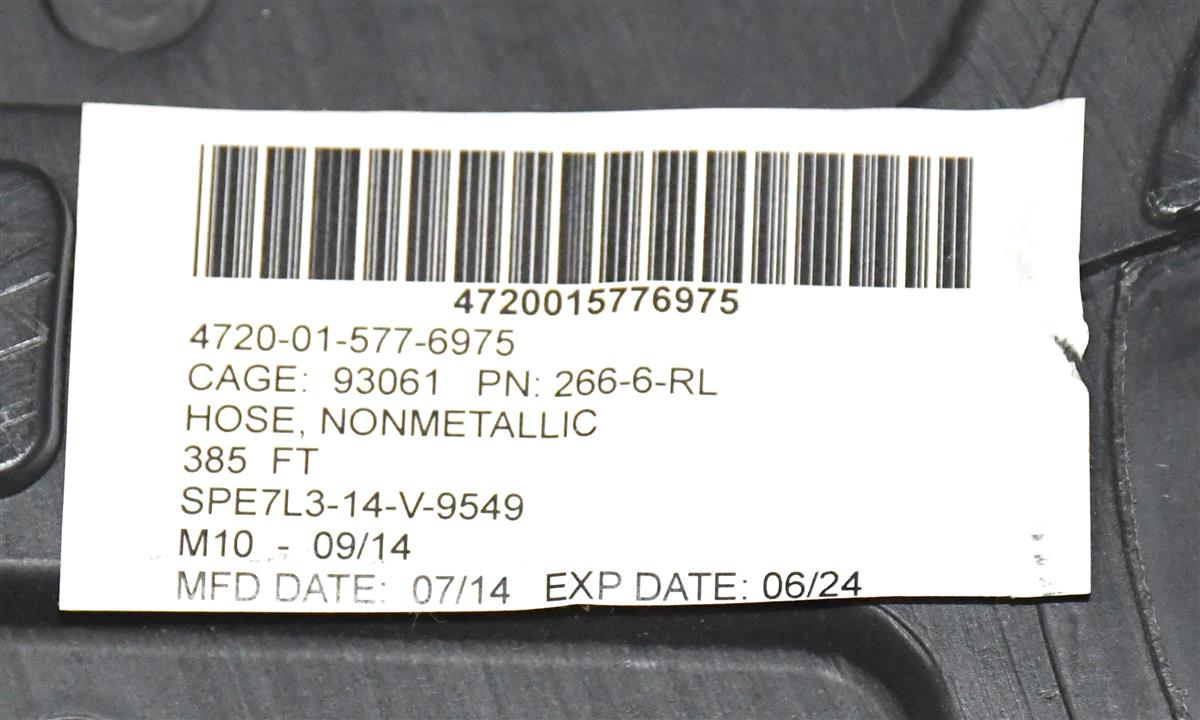 4720015776975
4720-01-577-6975
CAGE: 93061 PN: 266-6-RL
HOSE, NONMETALLIC
385 FT
SPE7L3-14-V-9549
M10 - 09/14
MFD DATE: 07/14 EXP DATE: 06/24